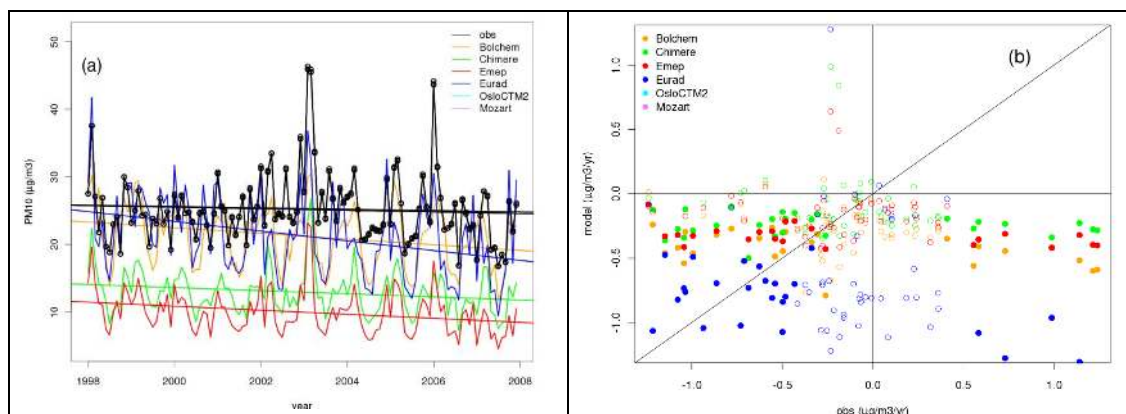 (a)
obs
Bolchem
Chimere
Emep
Eurad
OsloCTM2
Mozart
PM10 (µg/m3)
50
40
30
20
10
1998
2000
2002
2004
2006
2008
year
(b)
Bolchem
Chimere
Emep
Eurad
OsloCTM2
Mozart
model (µg/m3/yr)
1.0
0.5
0.0
-0.5
-1.0
-1.0
-0.5
0.0
0.5
1.0
obs (µg/m3/yr)